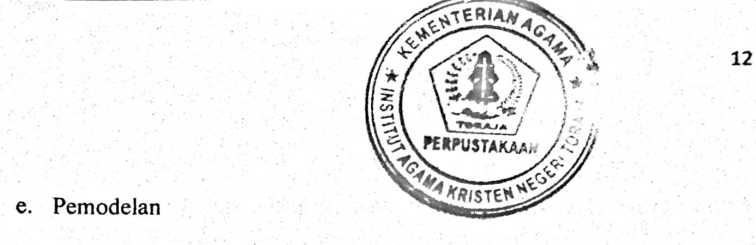 KEMENTERIAN AGAMA
12
TORAJA
PERPUSTAKAAN
* INSTITUT AGAMA KRISTEN NEGERI TORAJA *
e. Pemodelan